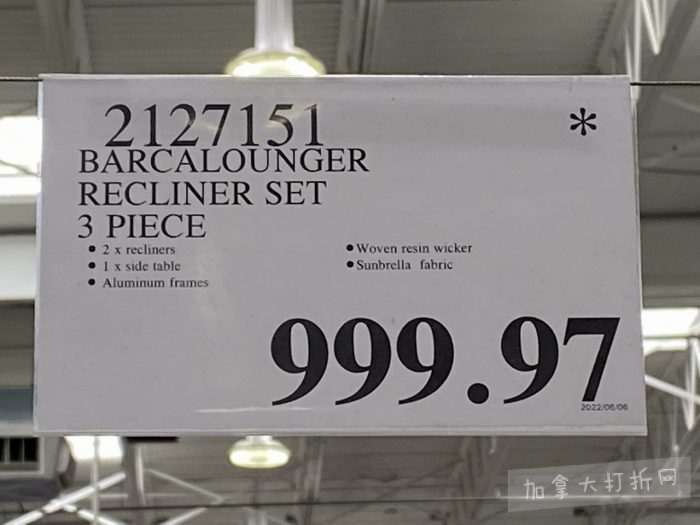 2127151 *
BARCALOUNGER
RECLINER SET
3 PIECE
• 2 x recliners
• 1 x side table
• Aluminum frames
• Woven resin wicker
• Sunbrella fabric
999.97
2022/06/06
加拿大打折网